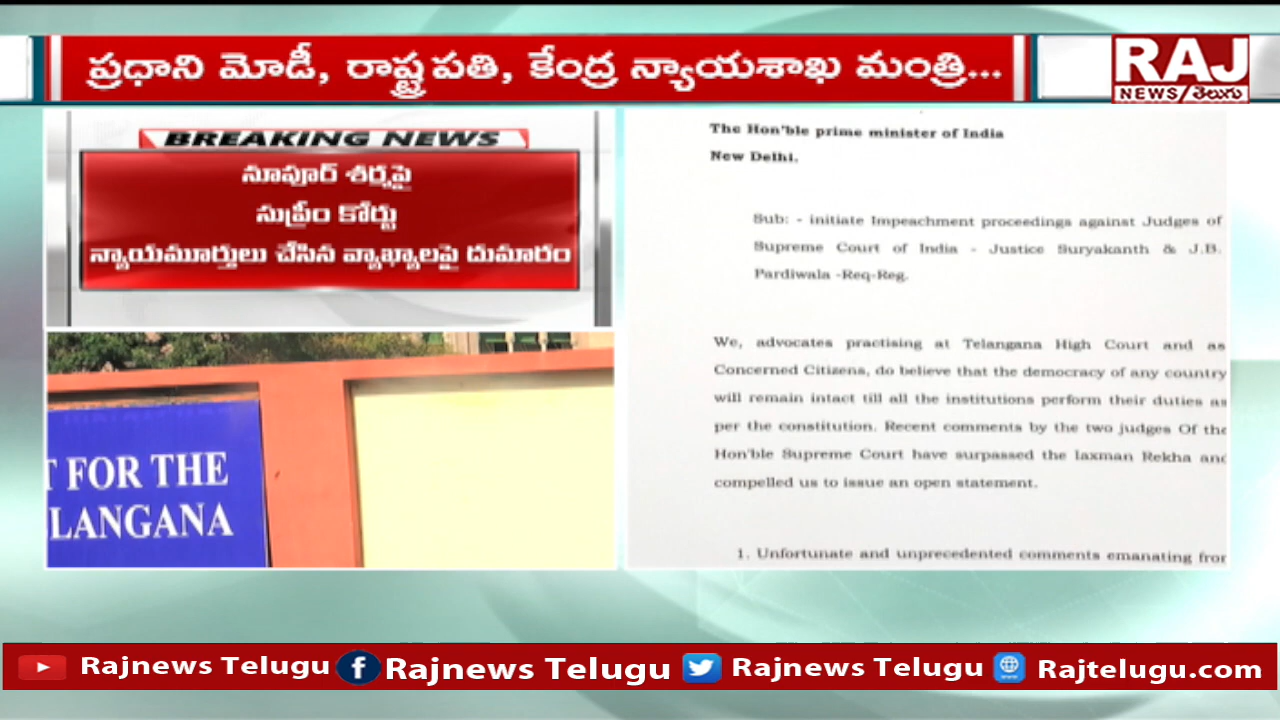 ప్రధాని మోడీ, రాష్ట్రపతి, కేంద్ర న్యాయశాఖ మంత్రి...
RAJ
NEWS తెలుగు
BREAKING NEWS
నూపూర్ శర్మపై
సుప్రీం కోర్టు
న్యాయమూర్తులు చేసిన వ్యాఖ్యలపై దుమారం
T FOR THE
LANGANA
The Hon'ble prime minister of India
New Delhi.
Sub: - initiate Impeachment proceedings against Judges of
Supreme Court of India - Justice Suryakanth & J.B.
Pardiwala -Req-Reg.
We, advocates practising at Telangana High Court and as
Concerned Citizens, do believe that the democracy of any country
will remain intact till all the institutions perform their duties as
per the constitution. Recent comments by the two judges Of the
Hon'ble Supreme Court have surpassed the laxman Rekha and
compelled us to issue an open statement.
1. Unfortunate and unprecedented comments emanating from
Rajnews Telugu
Rajnews Telugu
Rajnews Telugu
Rajtelugu.com